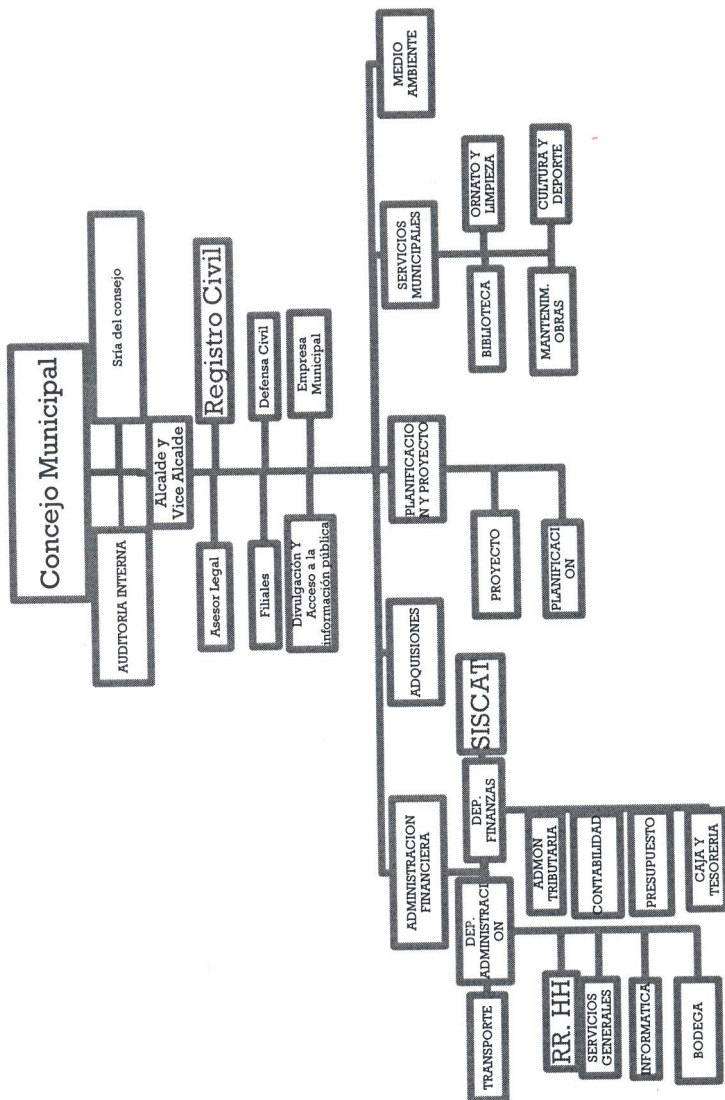 Concejo Municipal
AUDITORIA INTERNA
Sria del consejo
Alcalde y
Vice Alcalde
Asesor Legal
Registro Civil
Filiales
Defensa Civil
Divulgación Y
Acceso a la
información pública
Empresa
Municipal
ADMINISTRACION
FINANCIERA
ADQUISIONES
PLANIFICACIO
N Y PROYECTO
SERVICIOS
MUNICIPALES
MEDIO
AMBIENTE
TRANSPORTE
DEP.
ADMINISTRACI
ON
DEP.
FINANZAS
SISCAT
PROYECTO
PLANIFICACI
ON
BIBLIOTECA
ORNATO Y
LIMPIEZA
MANTENIM.
OBRAS
CULTURA Y
DEPORTE
RR. HH
SERVICIOS
GENERALES
INFORMATICA
BODEGA
ADMON
TRIBUTARIA
CONTABILIDAD
PRESUPUESTO
CAJA Y
TESORERIA